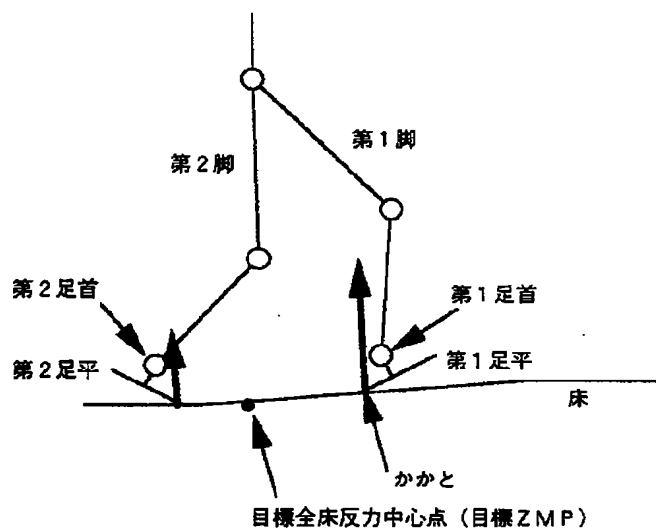 第1脚
第2脚
第2足首
第1足首
第2足平
第1足平
床
かかと
目標全床反力中心点（目標ZMP）